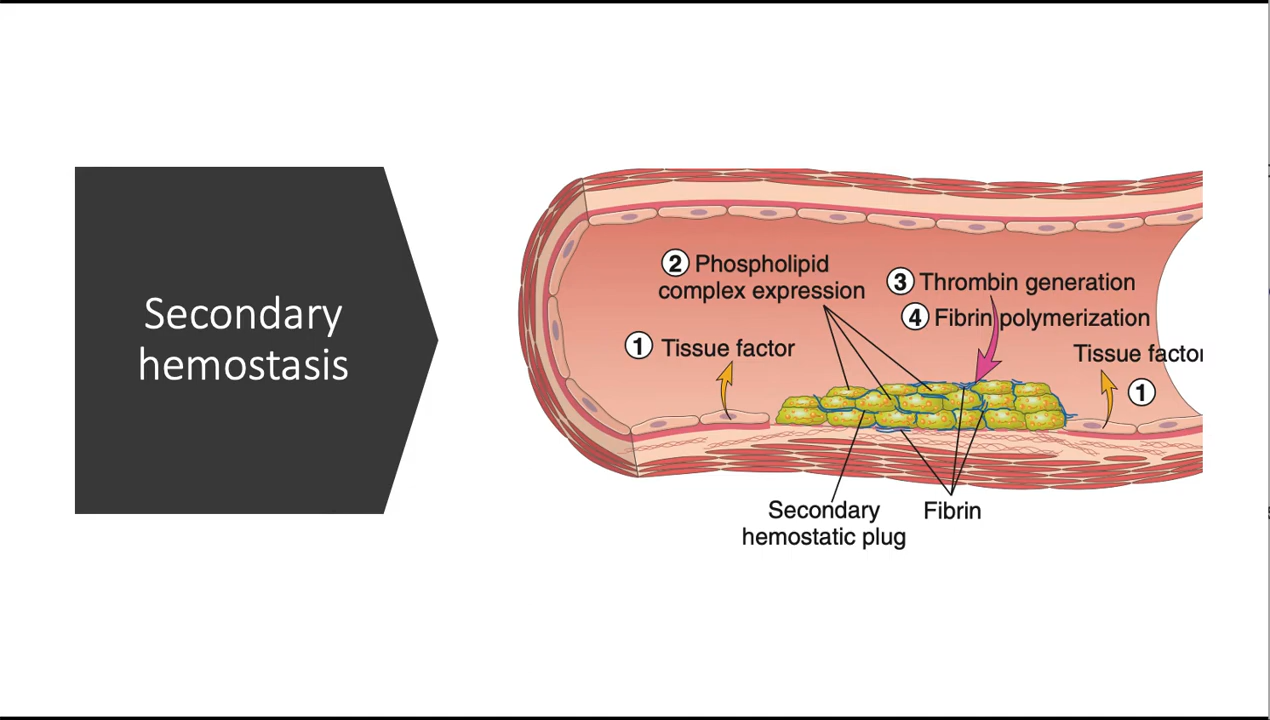 Secondary
hemostasis
② Phospholipid
complex expression
③ Thrombin generation
④ Fibrin polymerization
① Tissue factor
Tissue factor
①
Secondary
hemostatic plug
Fibrin